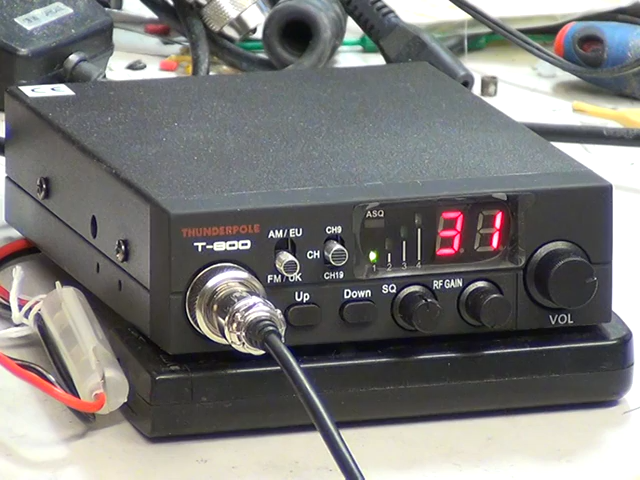 CE
THUNDERPOLE
T-800
AM / EU
FM / UK
CH9
CH
CH19
ASQ
1 2 3 4
31
Up
Down
SQ
RF GAIN
VOL